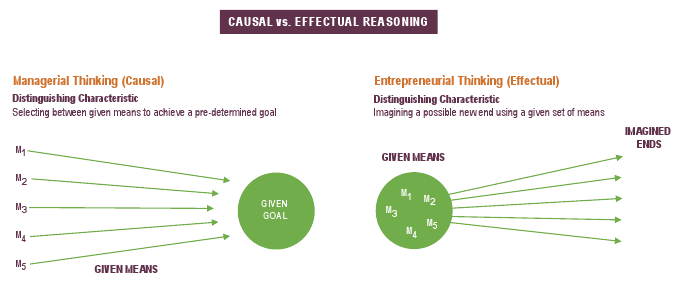 CAUSAL vs. EFFECTUAL REASONING
Managerial Thinking (Causal)
Distinguishing Characteristic
Selecting between given means to achieve a pre-determined goal
M1
M2
M3
M4
M5
GIVEN MEANS
GIVEN
GOAL
Entrepreneurial Thinking (Effectual)
Distinguishing Characteristic
Imagining a possible new end using a given set of means
GIVEN MEANS
M1
M2
M3
M4
M5
IMAGINED
ENDS